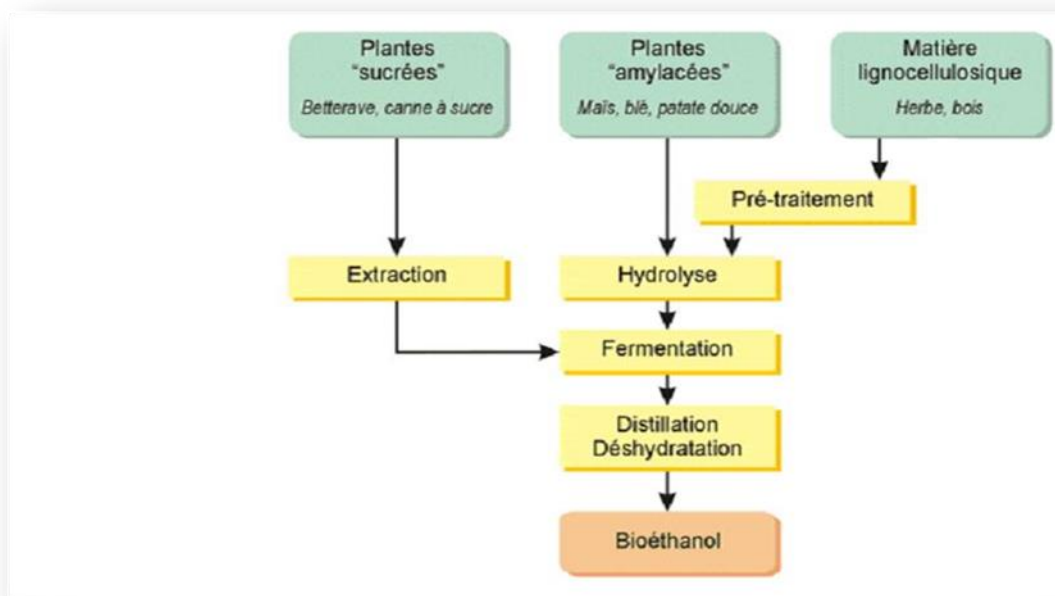 Plantes
"sucrées"
Betterave, canne à sucre
Plantes
"amylacées"
Maïs, blé, patate douce
Matière
lignocellulosique
Herbe, bois
Pré-traitement
Extraction
Hydrolyse
Fermentation
Distillation
Déshydratation
Bioéthanol